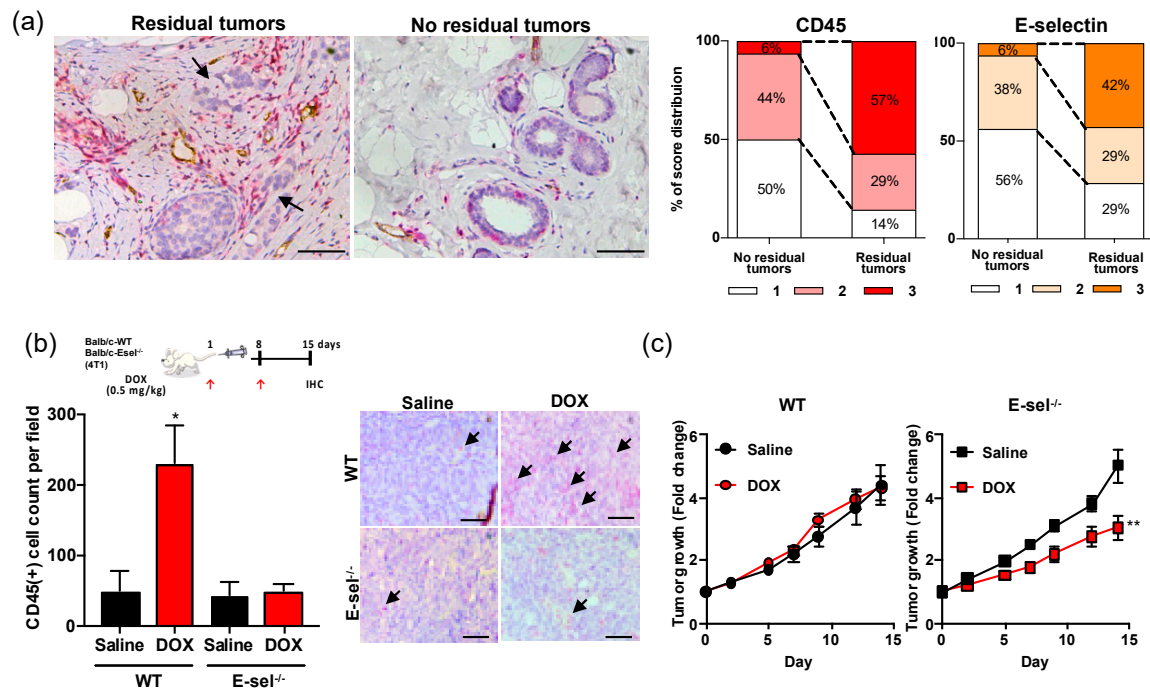 (a)
Residual tumors
No residual tumors
CD45
E-selectin
% of score distribuion
100
50
0
6%
44%
50%
57%
29%
14%
No residual
tumors
Residual
tumors
1 2 3
100
50
0
6%
38%
56%
42%
29%
29%
No residual
tumors
Residual
tumors
1 2 3
(b)
Balb/c-WT
Balb/c-Esel-/-
(4T1)
DOX
(0.5 mg/kg)
1 8 15 days
IHC
CD45(+) cell count per field
300
200
100
0
*
Saline DOX Saline DOX
WT E-sel-/-
Saline DOX
WT
E-sel-/-
(c)
WT
Tumor growth (Fold change)
6
4
2
0
Saline
DOX
0 5 10 15
Day
E-sel-/-
Tumor growth (Fold change)
6
4
2
0
Saline
DOX
**
0 5 10 15
Day